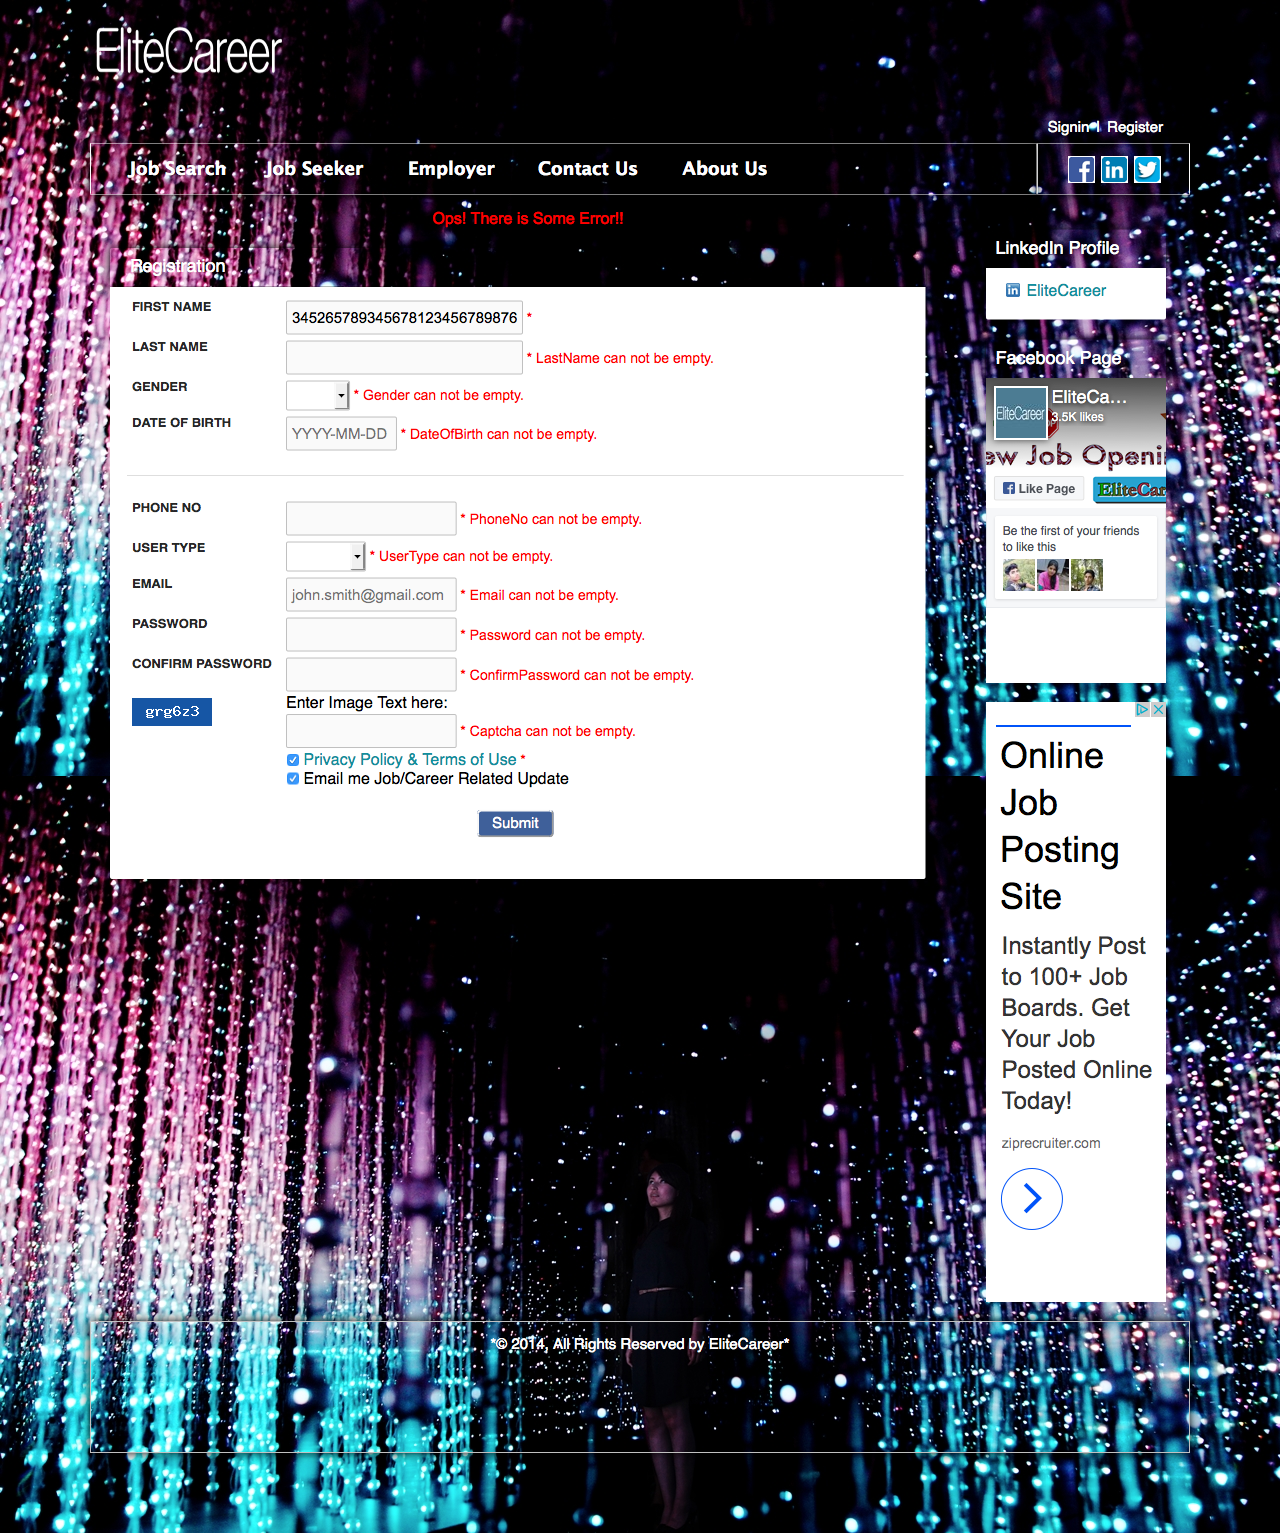 EliteCareer
Signin | Register
Job Search Job Seeker Employer Contact Us About Us
Ops! There is Some Error!!
Registration
FIRST NAME 345265789345678123456789876 *
LAST NAME * LastName can not be empty.
GENDER * Gender can not be empty.
DATE OF BIRTH YYYY-MM-DD * DateOfBirth can not be empty.
PHONE NO * PhoneNo can not be empty.
USER TYPE * UserType can not be empty.
EMAIL john.smith@gmail.com * Email can not be empty.
PASSWORD * Password can not be empty.
CONFIRM PASSWORD * ConfirmPassword can not be empty.
grg6z3 Enter Image Text here:
* Captcha can not be empty.
Privacy Policy & Terms of Use *
Email me Job/Career Related Update
Submit
LinkedIn Profile
EliteCareer
Facebook Page
EliteCareer
EliteCa...
3.5K likes
ew Job Openi
Like Page
EliteCar
Be the first of your friends
to like this
Online
Job
Posting
Site
Instantly Post
to 100+ Job
Boards. Get
Your Job
Posted Online
Today!
ziprecruiter.com
*© 2014, All Rights Reserved by EliteCareer*